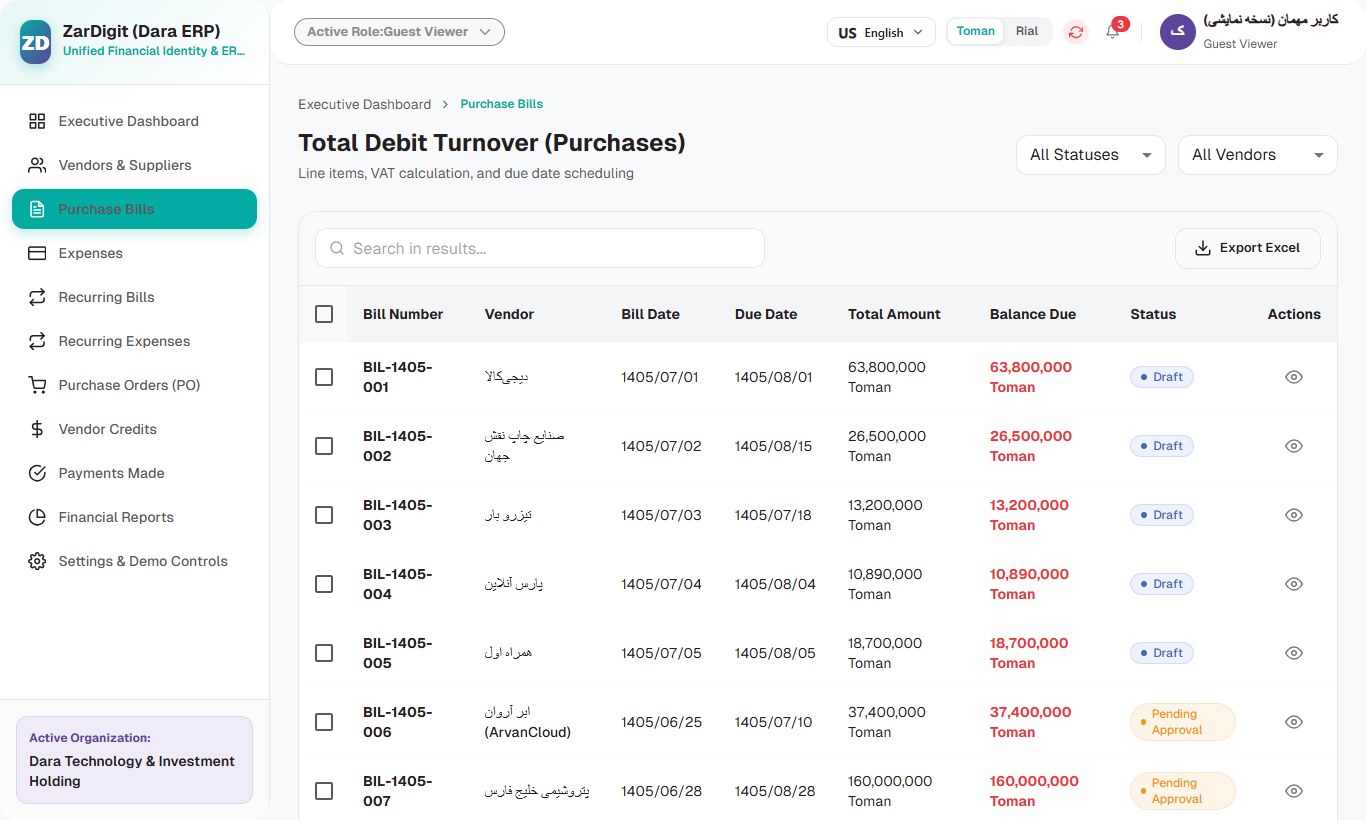 ZD
ZarDigit (Dara ERP)
Unified Financial Identity & ER...
Active Role:Guest Viewer
US English
Toman
Rial
3
ک
کاربر مهمان (نسخه نمایشی)
Guest Viewer
Executive Dashboard
Vendors & Suppliers
Purchase Bills
Expenses
Recurring Bills
Recurring Expenses
Purchase Orders (PO)
Vendor Credits
Payments Made
Financial Reports
Settings & Demo Controls
Active Organization:
Dara Technology & Investment
Holding
Executive Dashboard > Purchase Bills
Total Debit Turnover (Purchases)
Line items, VAT calculation, and due date scheduling
All Statuses
All Vendors
Search in results...
Export Excel
Bill Number Vendor Bill Date Due Date Total Amount Balance Due Status Actions
BIL-1405-
001
دیجی‌کالا
1405/07/01
1405/08/01
63,800,000
Toman
63,800,000
Toman
Draft
BIL-1405-
002
صنایع چاپ نقش
جهان
1405/07/02
1405/08/15
26,500,000
Toman
26,500,000
Toman
Draft
BIL-1405-
003
تیزرو بار
1405/07/03
1405/07/18
13,200,000
Toman
13,200,000
Toman
Draft
BIL-1405-
004
پارس آنلاین
1405/07/04
1405/08/04
10,890,000
Toman
10,890,000
Toman
Draft
BIL-1405-
005
همراه اول
1405/07/05
1405/08/05
18,700,000
Toman
18,700,000
Toman
Draft
BIL-1405-
006
ابر آروان
(ArvanCloud)
1405/06/25
1405/07/10
37,400,000
Toman
37,400,000
Toman
Pending
Approval
BIL-1405-
007
پتروشیمی خلیج فارس
1405/06/28
1405/08/28
160,000,000
Toman
160,000,000
Toman
Pending
Approval